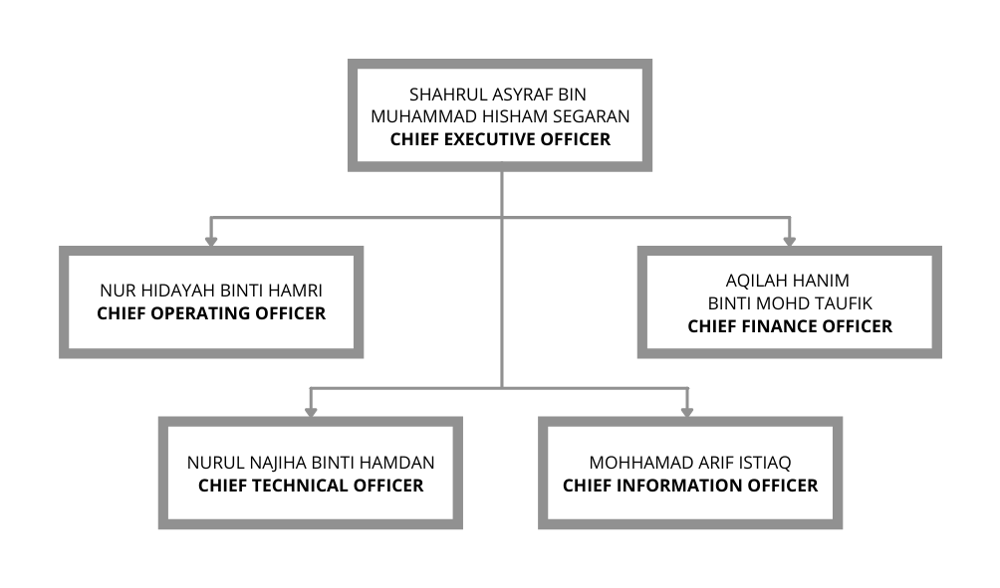 SHAHRUL ASYRAF BIN
MUHAMMAD HISHAM SEGARAN
CHIEF EXECUTIVE OFFICER
NUR HIDAYAH BINTI HAMRI
CHIEF OPERATING OFFICER
AQILAH HANIM
BINTI MOHD TAUFIK
CHIEF FINANCE OFFICER
NURUL NAJIHA BINTI HAMDAN
CHIEF TECHNICAL OFFICER
MOHHAMAD ARIF ISTIAQ
CHIEF INFORMATION OFFICER